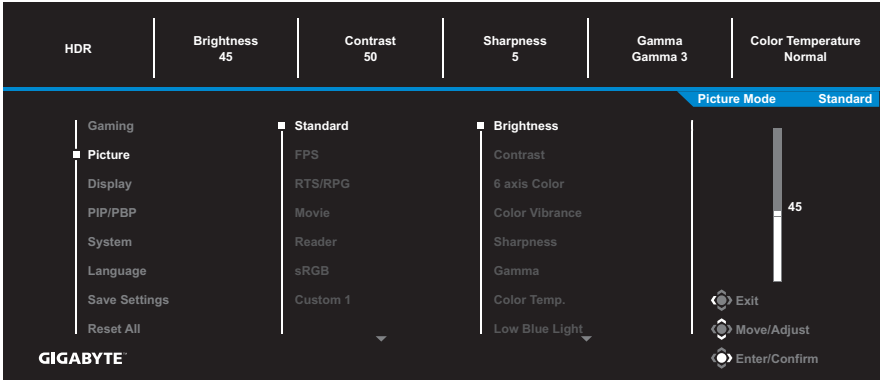 HDR
Brightness
45
Contrast
50
Sharpness
5
Gamma
Gamma 3
Color Temperature
Normal
Picture Mode Standard
Gaming
Picture
Display
PIP/PBP
System
Language
Save Settings
Reset All
Standard
FPS
RTS/RPG
Movie
Reader
sRGB
Custom 1
Brightness
Contrast
6 axis Color
Color Vibrance
Sharpness
Gamma
Color Temp.
Low Blue Light
45
Exit
Move/Adjust
Enter/Confirm
GIGABYTE™